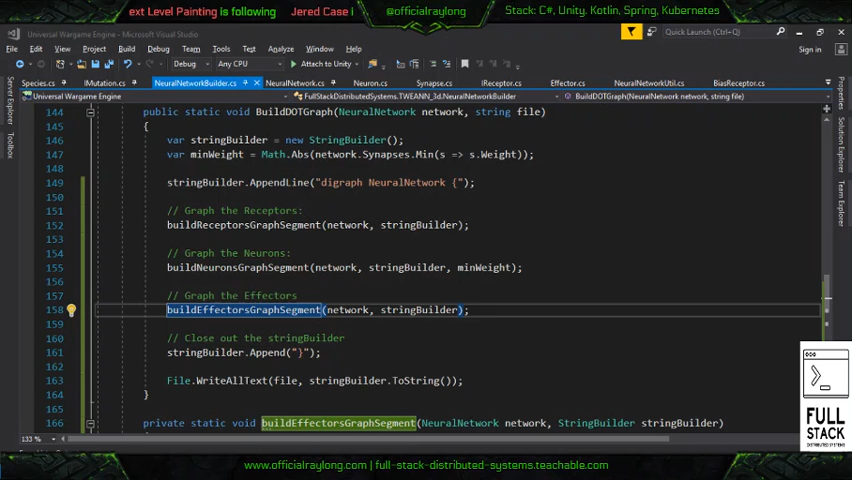 ext Level Painting is following Jered Case i
@officialraylong
Stack: C#, Unity, Kotlin, Spring, Kubernetes
Universal Wargame Engine - Microsoft Visual Studio
Quick Launch (Ctrl+Q)
File Edit View Project Build Debug Team Tools Test Analyze Window Help
Sign in
Debug Any CPU Attach to Unity
Species.cs IMutation.cs NeuralNetworkBuilder.cs NeuralNetwork.cs Neuron.cs Synapse.cs IReceptor.cs Effector.cs NeuralNetworkUtil.cs BiasReceptor.cs
Universal Wargame Engine FullStackDistributedSystems.TWEANN_3d.NeuralNetworkBuilder BuildDOTGraph(NeuralNetwork network, string file)
Server Explorer
Toolbox
Properties
Solution Explorer
Team Explorer
144 public static void BuildDOTGraph(NeuralNetwork network, string file)
145 {
146 var stringBuilder = new StringBuilder();
147 var minWeight = Math.Abs(network.Synapses.Min(s => s.Weight));
148
149 stringBuilder.AppendLine("digraph NeuralNetwork {");
150
151 // Graph the Receptors:
152 buildReceptorsGraphSegment(network, stringBuilder);
153
154 // Graph the Neurons:
155 buildNeuronsGraphSegment(network, stringBuilder, minWeight);
156
157 // Graph the Effectors
158 buildEffectorsGraphSegment(network, stringBuilder);
159
160 // Close out the stringBuilder
161 stringBuilder.Append("}");
162
163 File.WriteAllText(file, stringBuilder.ToString());
164 }
165
166 private static void buildEffectorsGraphSegment(NeuralNetwork network, StringBuilder stringBuilder)
133 %
FULL
STACK
DISTRIBUTED SYSTEMS
www.officialraylong.com | full-stack-distributed-systems.teachable.com